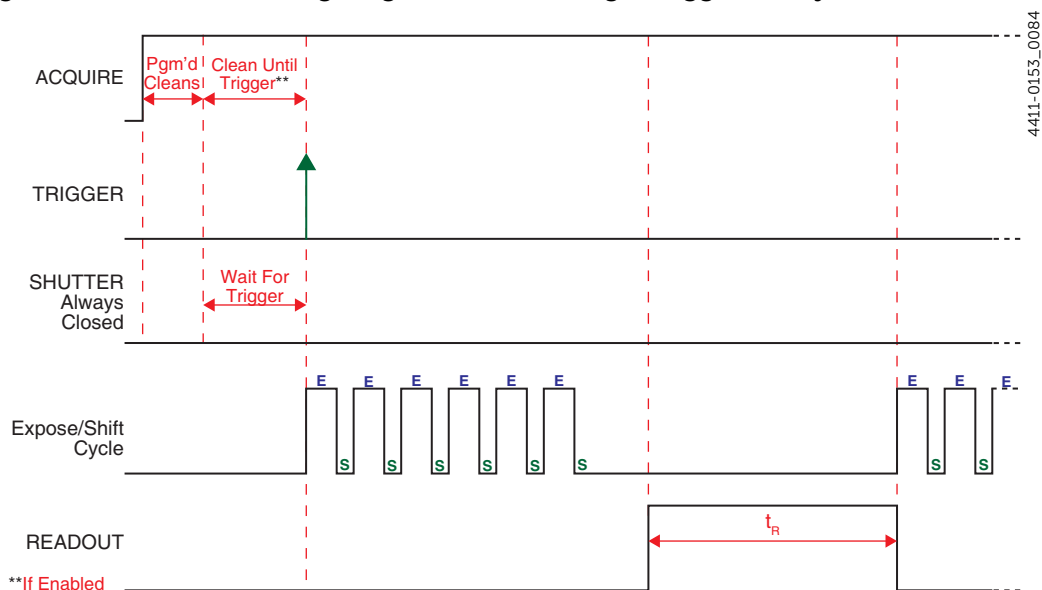 4411-0153_0084
ACQUIRE
Pgm'd
Cleans
Clean Until
Trigger**
TRIGGER
SHUTTER
Always
Closed
Wait For
Trigger
Expose/Shift
Cycle
E E E E E E E E E
S S S S S S S S
READOUT
tR
**If Enabled